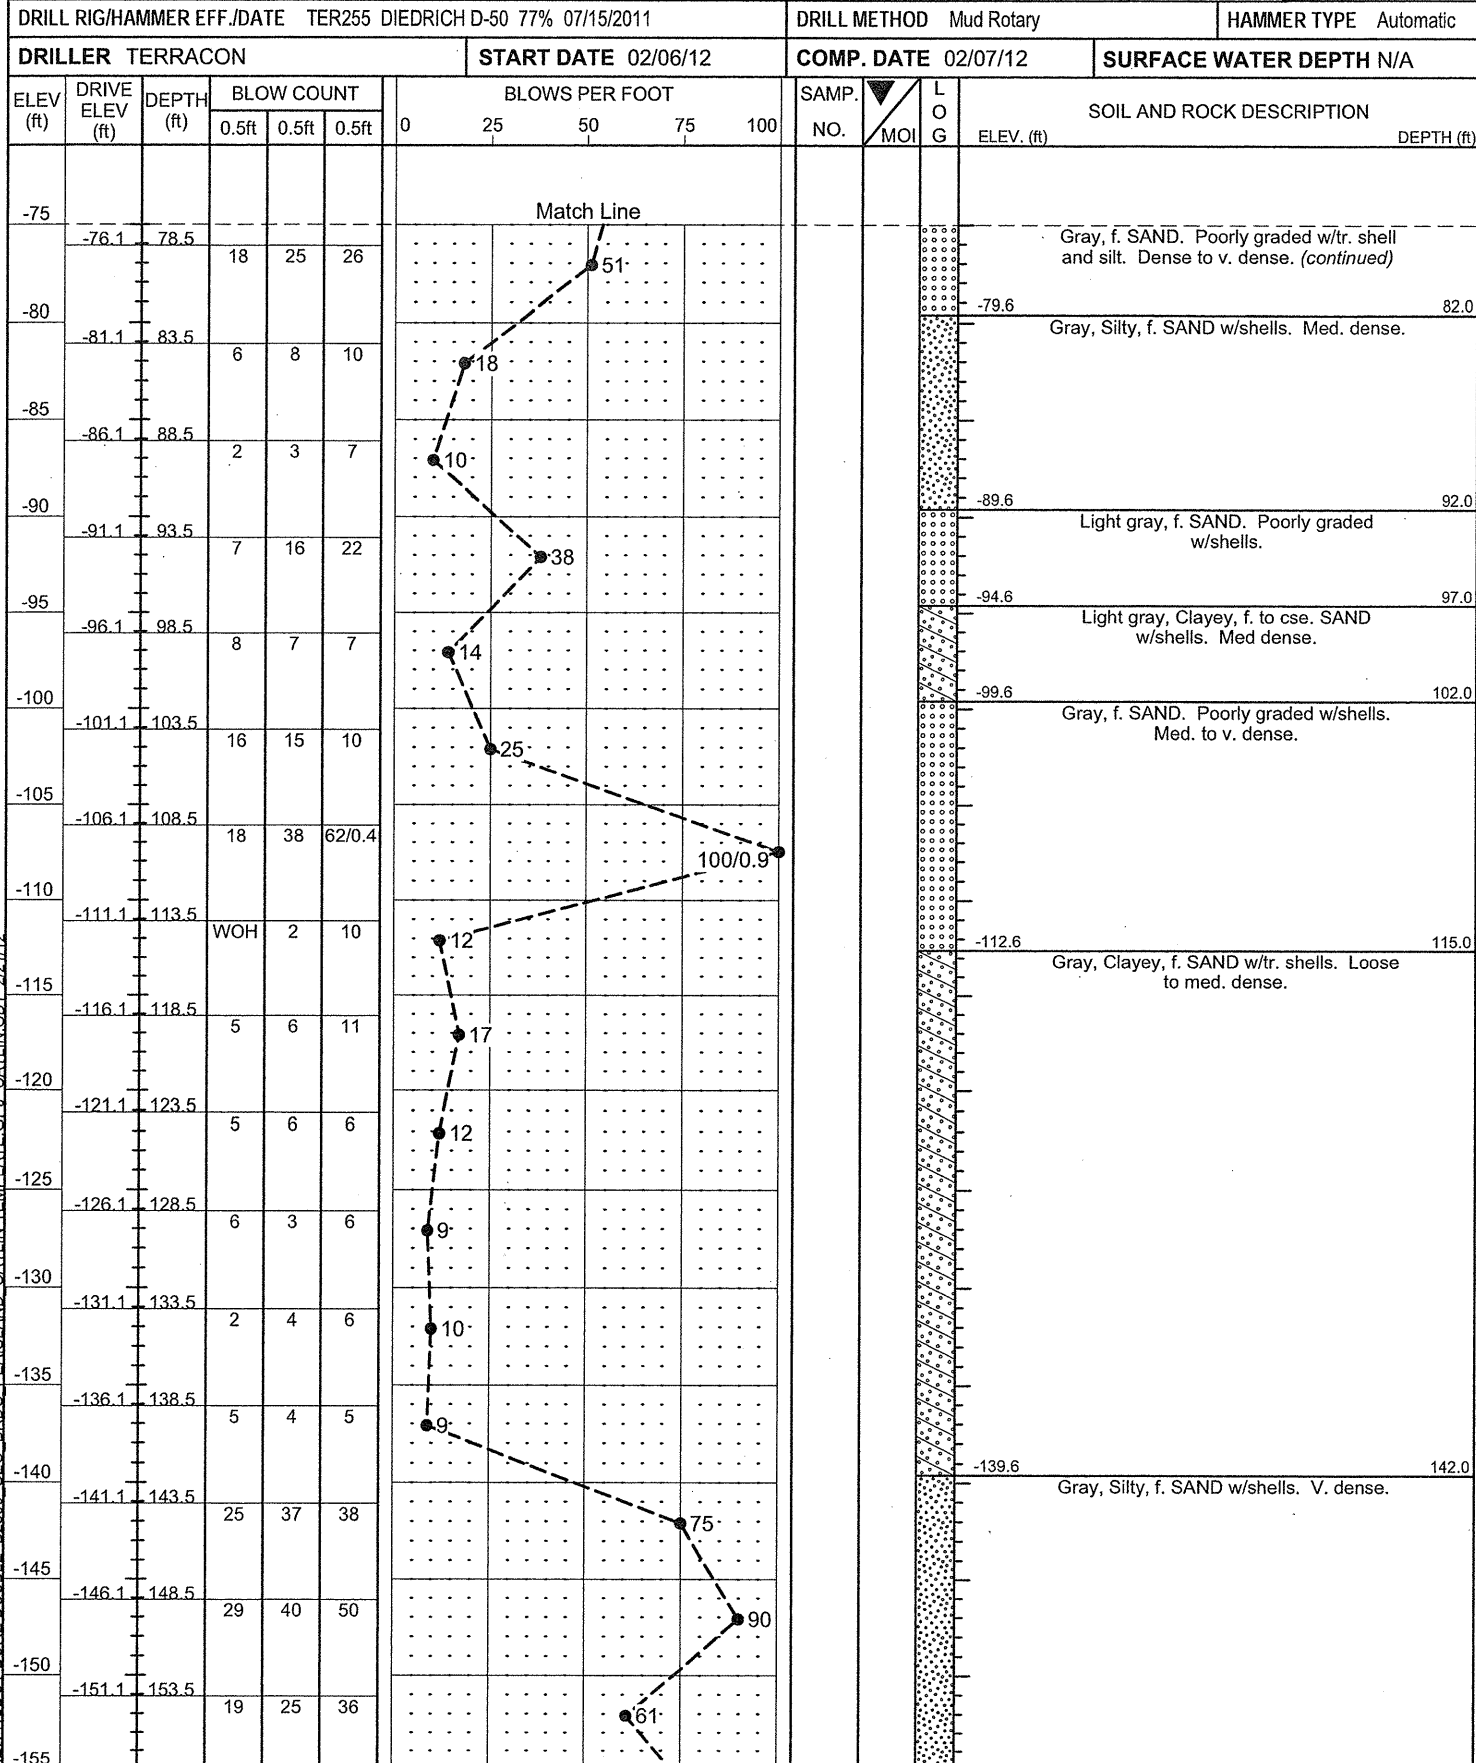 DRILL RIG/HAMMER EFF./DATE TER255 DIEDRICH D-50 77% 07/15/2011 DRILL METHOD Mud Rotary HAMMER TYPE Automatic
DRILLER TERRACON START DATE 02/06/12 COMP. DATE 02/07/12 SURFACE WATER DEPTH N/A
ELEV (ft) DRIVE ELEV (ft) DEPTH (ft) BLOW COUNT BLOWS PER FOOT SAMP. NO. MOI LOG SOIL AND ROCK DESCRIPTION
0.5ft 0.5ft 0.5ft 0 25 50 75 100 ELEV. (ft) DEPTH (ft)
-75 Match Line
-76.1 78.5 Gray, f. SAND. Poorly graded w/tr. shell
18 25 26 51 and silt. Dense to v. dense. (continued)
-80 -79.6 82.0
-81.1 83.5 Gray, Silty, f. SAND w/shells. Med. dense.
6 8 10 18
-85
-86.1 88.5
2 3 7 10
-90 -89.6 92.0
-91.1 93.5 Light gray, f. SAND. Poorly graded
7 16 22 38 w/shells.
-95 -94.6 97.0
-96.1 98.5 Light gray, Clayey, f. to cse. SAND
8 7 7 14 w/shells. Med dense.
-100 -99.6 102.0
-101.1 103.5 Gray, f. SAND. Poorly graded w/shells.
16 15 10 25 Med. to v. dense.
-105
-106.1 108.5
18 38 62/0.4 100/0.9
-110
-111.1 113.5
WOH 2 10 12 -112.6 115.0
Gray, Clayey, f. SAND w/tr. shells. Loose
-115 to med. dense.
-116.1 118.5
5 6 11 17
-120
-121.1 123.5
5 6 6 12
-125
-126.1 128.5
6 3 6 9
-130
-131.1 133.5
2 4 6 10
-135
-136.1 138.5
5 4 5 9
-140 -139.6 142.0
-141.1 143.5 Gray, Silty, f. SAND w/shells. V. dense.
25 37 38 75
-145
-146.1 148.5
29 40 50 90
-150
-151.1 153.5
19 25 36 61
-155